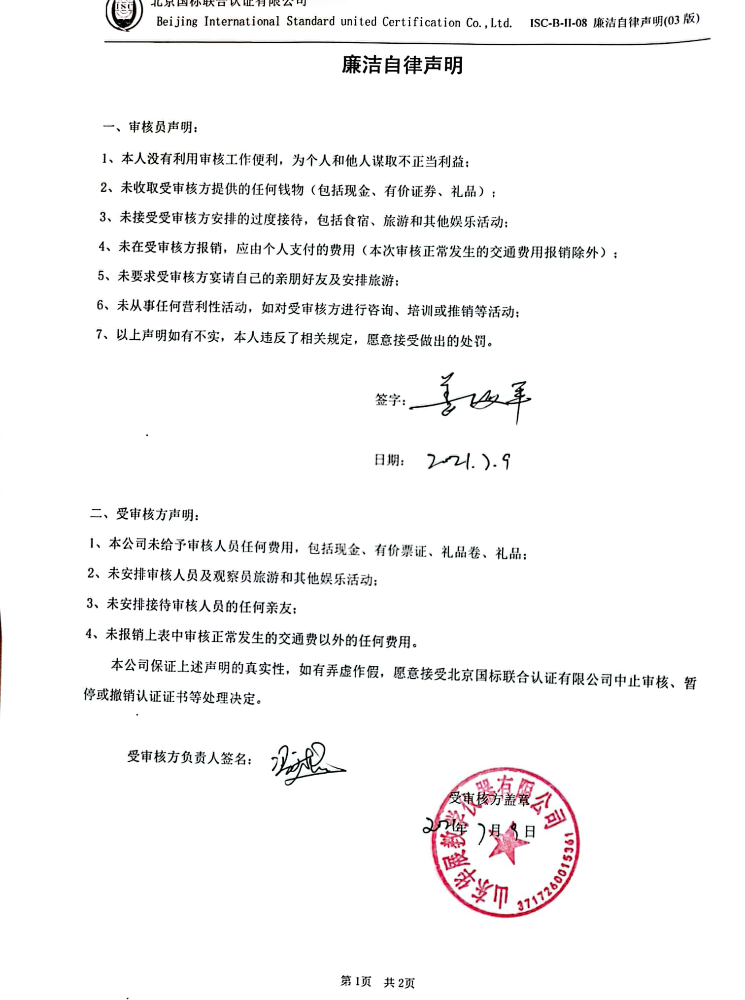 ISC
北京国标联合认证有限公司
Beijing International Standard united Certification Co.,Ltd. ISC-B-II-08 廉洁自律声明(03 版)
廉洁自律声明
一、审核员声明：
1、本人没有利用审核工作便利，为个人和他人谋取不正当利益；
2、未收取受审核方提供的任何钱物（包括现金、有价证券、礼品）；
3、未接受受审核方安排的过度接待，包括食宿、旅游和其他娱乐活动；
4、未在受审核方报销，应由个人支付的费用（本次审核正常发生的交通费用报销除外）；
5、未要求受审核方宴请自己的亲朋好友及安排旅游；
6、未从事任何营利性活动，如对受审核方进行咨询、培训或推销等活动；
7、以上声明如有不实，本人违反了相关规定，愿意接受做出的处罚。
签字：
日期： 2021.7.9
二、受审核方声明：
1、本公司未给予审核人员任何费用，包括现金、有价票证、礼品卷、礼品；
2、未安排审核人员及观察员旅游和其他娱乐活动；
3、未安排接待审核人员的任何亲友；
4、未报销上表中审核正常发生的交通费以外的任何费用。
本公司保证上述声明的真实性，如有弄虚作假，愿意接受北京国标联合认证有限公司中止审核、暂
停或撤销认证证书等处理决定。
受审核方负责人签名：
受审核方盖章
2021年7月9日
山东华展教学仪器有限公司
3717260015361
第1页 共2页